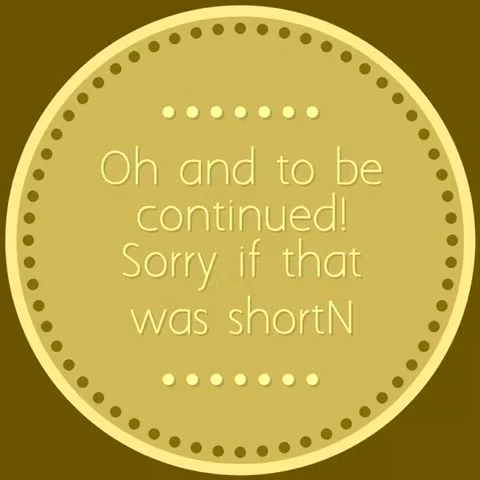 Oh and to be
continued!
Sorry if that
was shortN